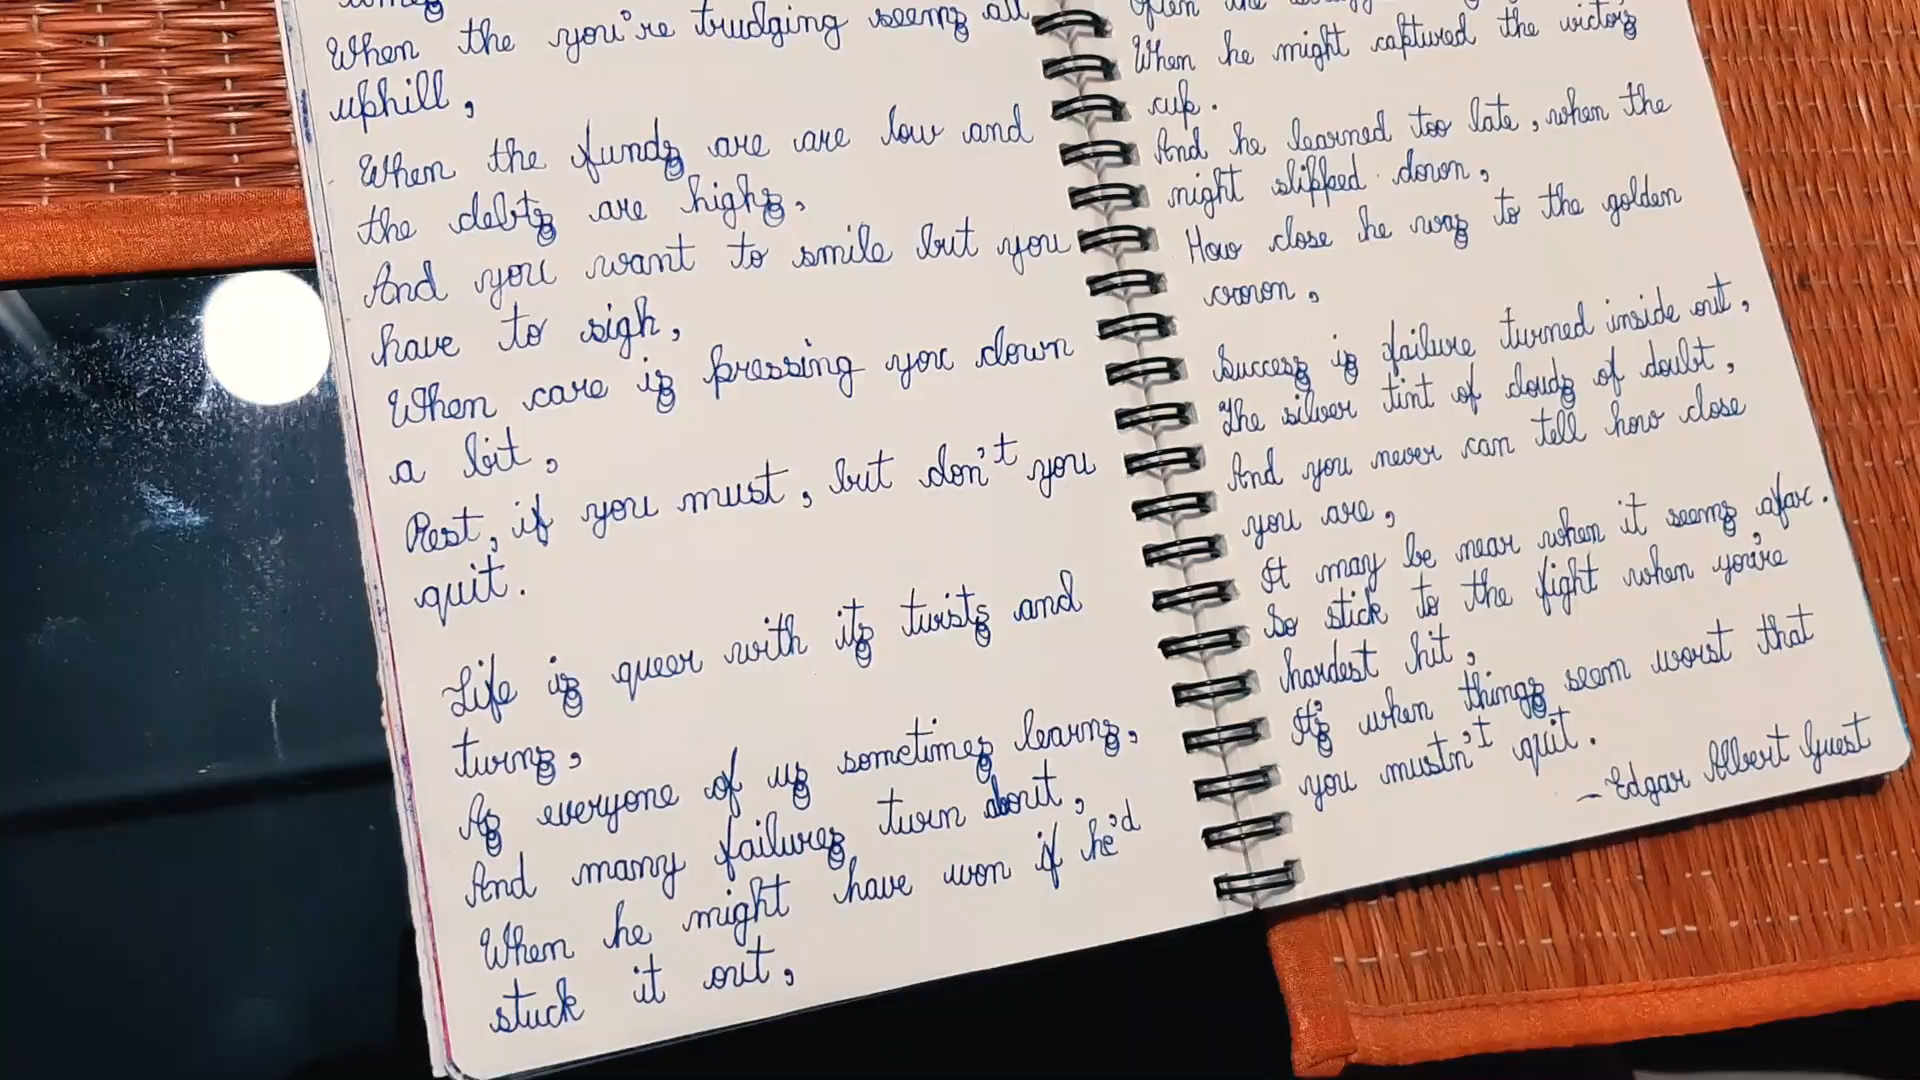 When the you're trudging seems all
uphill,
When the funds are are low and
the debts are highs,
And you want to smile but you
have to sigh,
When care is pressing you down
a bit,
Rest, if you must, but don't you
quit.
Life is queer with its twists and
turns,
As everyone of us sometimes learns,
And many failures turn about,
When he might have won if he'd
stuck it out,
When he might captured the victor's
cup.
And he learned too late, when the
might slipped down,
How close he was to the golden
crown,
Success is failure turned inside out,
The silver tint of clouds of doubt,
And you never can tell how close
you are,
It may be near when it seems afar.
So stick to the fight when you're
hardest hit,
It's when things seem worst that
you mustn't quit.
- Edgar Albert Guest